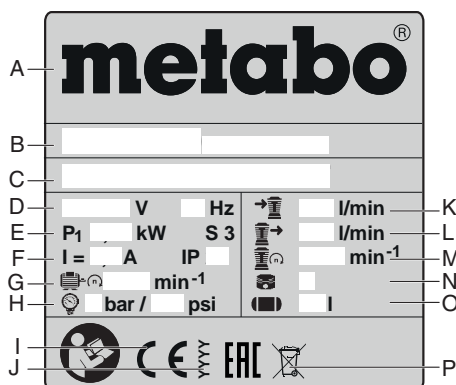 metabo®
A
B
C
D V Hz
E P1 kW S 3
F I = A IP
G n min-1
H bar / psi
l/min K
l/min L
n min-1 M
N
l O
I CE EAC
J YYYY
P